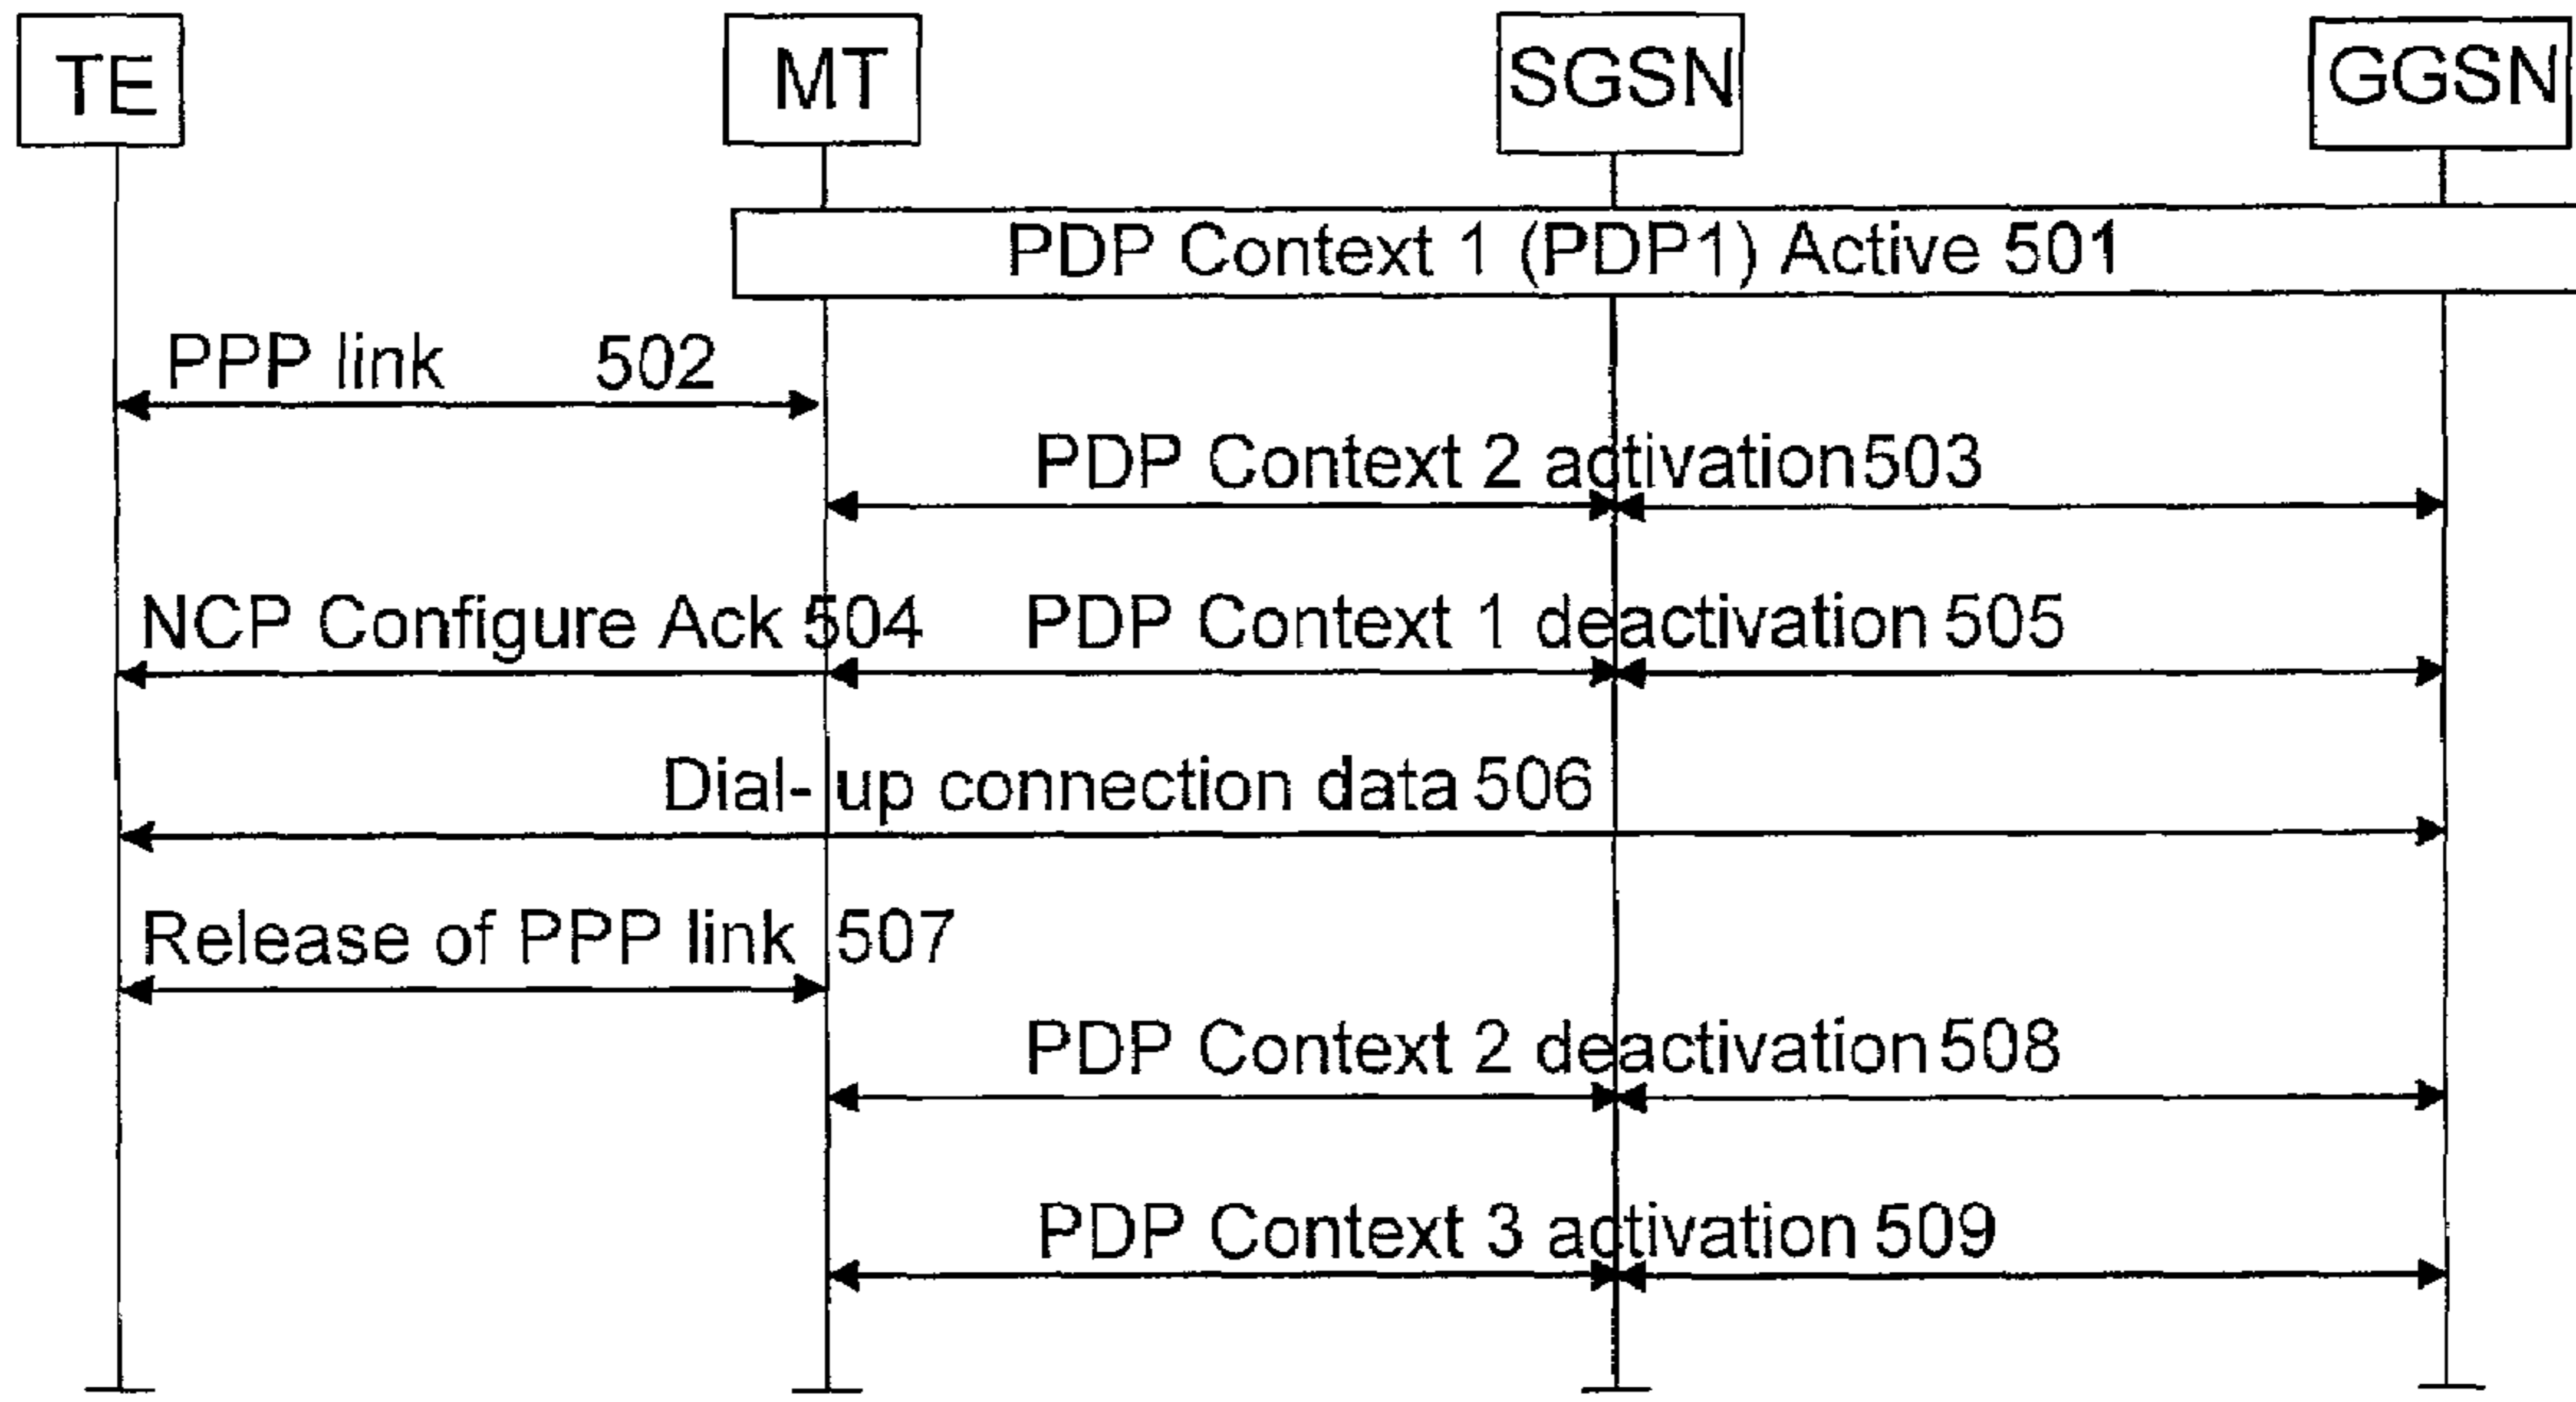 TE MT SGSN GGSN
PDP Context 1 (PDP1) Active 501
PPP link 502
PDP Context 2 activation 503
NCP Configure Ack 504 PDP Context 1 deactivation 505
Dial- up connection data 506
Release of PPP link 507
PDP Context 2 deactivation 508
PDP Context 3 activation 509